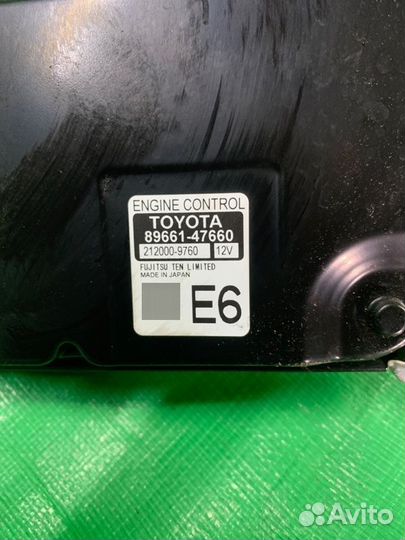 ENGINE CONTROL
TOYOTA
89661-47660
212000-9760 12V
FUJITSU TEN LIMITED
MADE IN JAPAN
E6
Avito